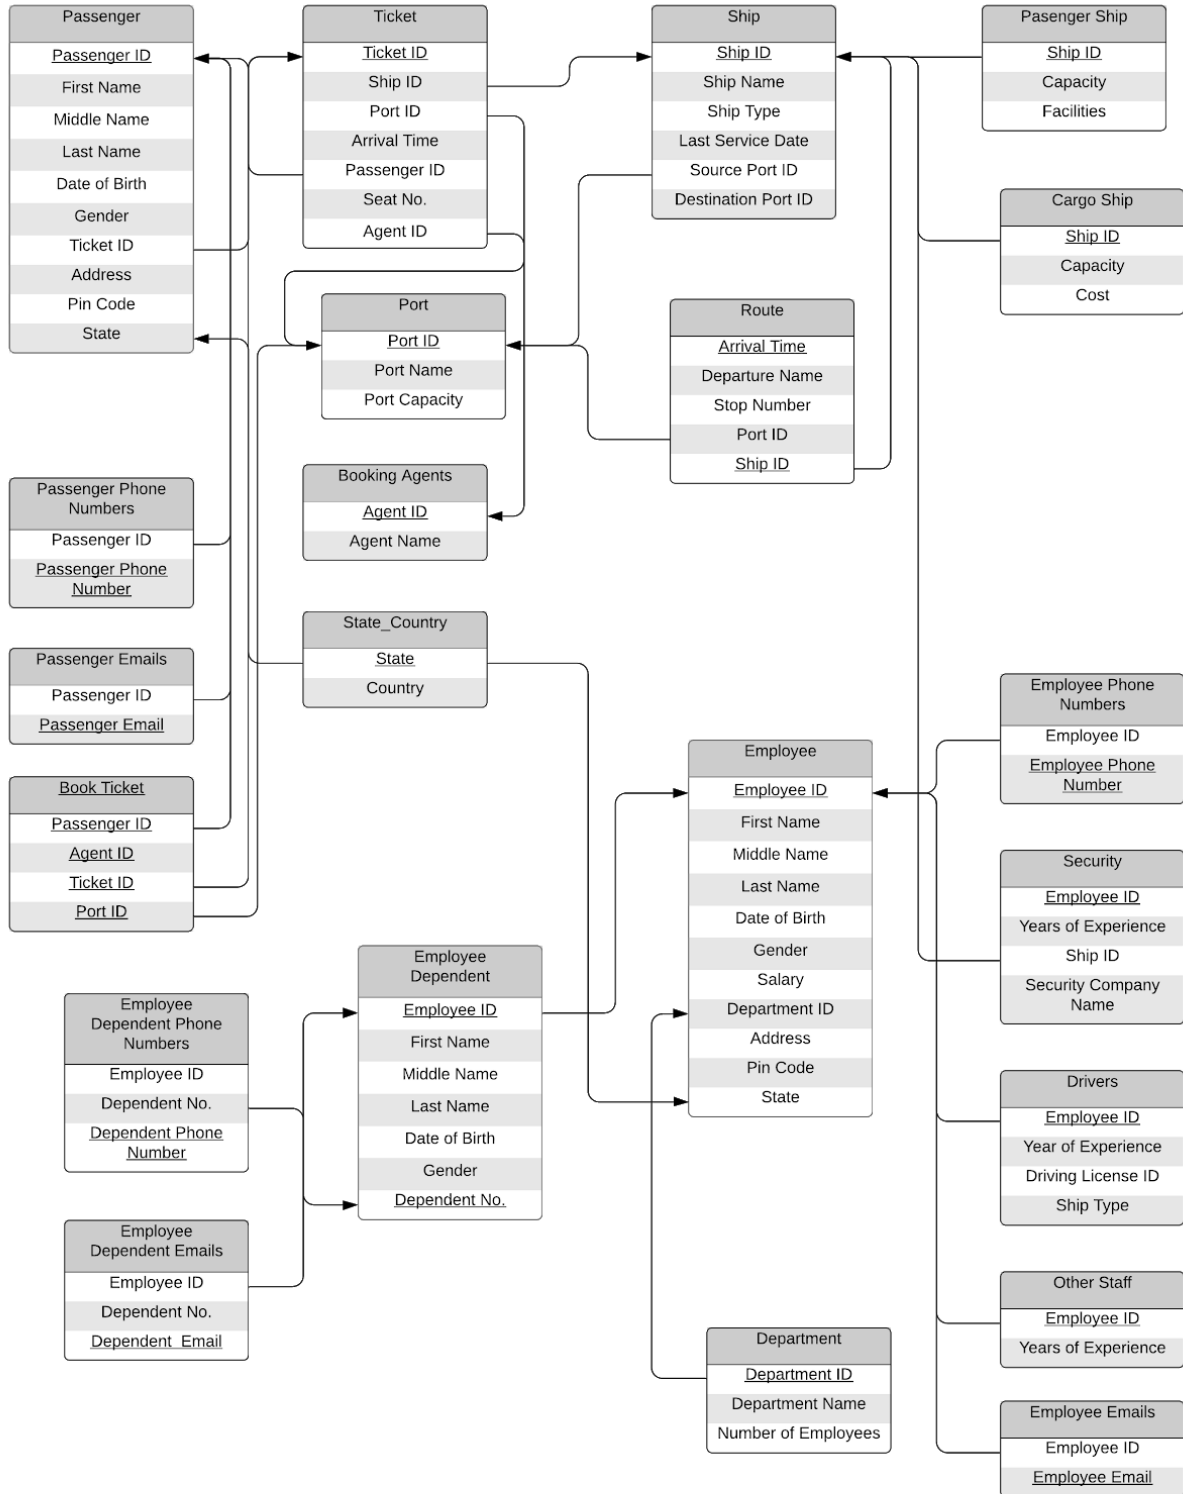 Passenger
Passenger ID
First Name
Middle Name
Last Name
Date of Birth
Gender
Ticket ID
Address
Pin Code
State
Ticket
Ticket ID
Ship ID
Port ID
Arrival Time
Passenger ID
Seat No.
Agent ID
Ship
Ship ID
Ship Name
Ship Type
Last Service Date
Source Port ID
Destination Port ID
Pasenger Ship
Ship ID
Capacity
Facilities
Cargo Ship
Ship ID
Capacity
Cost
Port
Port ID
Port Name
Port Capacity
Route
Arrival Time
Departure Name
Stop Number
Port ID
Ship ID
Booking Agents
Agent ID
Agent Name
Passenger Phone
Numbers
Passenger ID
Passenger Phone
Number
State_Country
State
Country
Passenger Emails
Passenger ID
Passenger Email
Book Ticket
Passenger ID
Agent ID
Ticket ID
Port ID
Employee
Employee ID
First Name
Middle Name
Last Name
Date of Birth
Gender
Salary
Department ID
Address
Pin Code
State
Employee Phone
Numbers
Employee ID
Employee Phone
Number
Security
Employee ID
Years of Experience
Ship ID
Security Company
Name
Employee
Dependent
Employee ID
First Name
Middle Name
Last Name
Date of Birth
Gender
Dependent No.
Employee
Dependent Phone
Numbers
Employee ID
Dependent No.
Dependent Phone
Number
Employee
Dependent Emails
Employee ID
Dependent No.
Dependent Email
Drivers
Employee ID
Year of Experience
Driving License ID
Ship Type
Other Staff
Employee ID
Years of Experience
Department
Department ID
Department Name
Number of Employees
Employee Emails
Employee ID
Employee Email